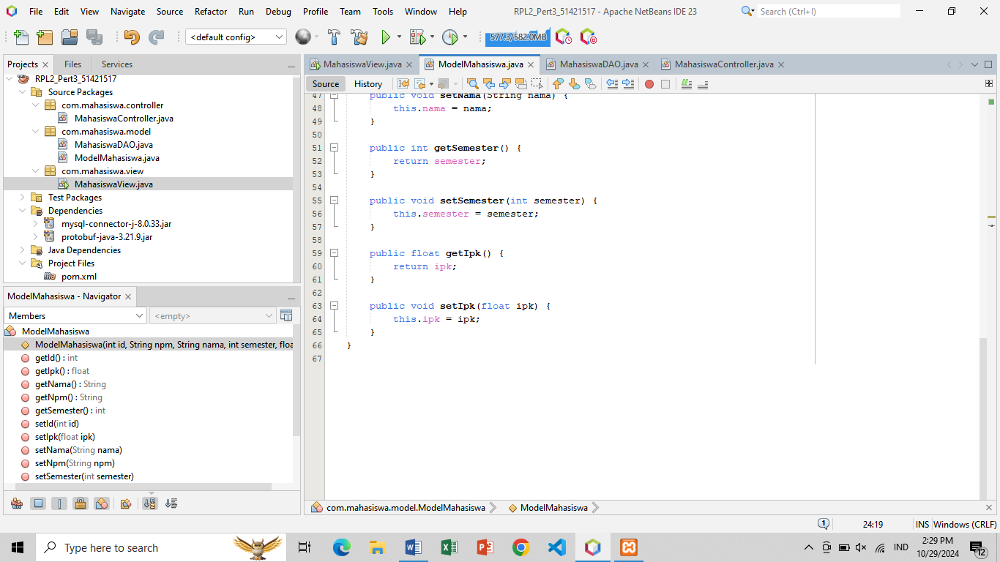 File Edit View Navigate Source Refactor Run Debug Profile Team Tools Window Help
RPL2_Pert3_51421517 - Apache NetBeans IDE 23
Search (Ctrl+I)
<default config>
577.3/582.0MB
Projects
Files
Services
RPL2_Pert3_51421517
Source Packages
com.mahasiswa.controller
MahasiswaController.java
com.mahasiswa.model
MahasiswaDAO.java
ModelMahasiswa.java
com.mahasiswa.view
MahasiswaView.java
Test Packages
Dependencies
mysql-connector-j-8.0.33.jar
protobuf-java-3.21.9.jar
Java Dependencies
Project Files
pom.xml
ModelMahasiswa - Navigator
Members
<empty>
ModelMahasiswa
ModelMahasiswa(int id, String npm, String nama, int semester, floa
getId() : int
getIpk() : float
getNama() : String
getNpm() : String
getSemester() : int
setId(int id)
setIpk(float ipk)
setNama(String nama)
setNpm(String npm)
setSemester(int semester)
MahasiswaView.java
ModelMahasiswa.java
MahasiswaDAO.java
MahasiswaController.java
Source
History
47 public void setNama(String nama) {
48 this.nama = nama;
49 }
50
51 public int getSemester() {
52 return semester;
53 }
54
55 public void setSemester(int semester) {
56 this.semester = semester;
57 }
58
59 public float getIpk() {
60 return ipk;
61 }
62
63 public void setIpk(float ipk) {
64 this.ipk = ipk;
65 }
66 }
67
com.mahasiswa.model.ModelMahasiswa
ModelMahasiswa
1
24:19
INS
Windows (CRLF)
Type here to search
IND
2:29 PM
10/29/2024
12